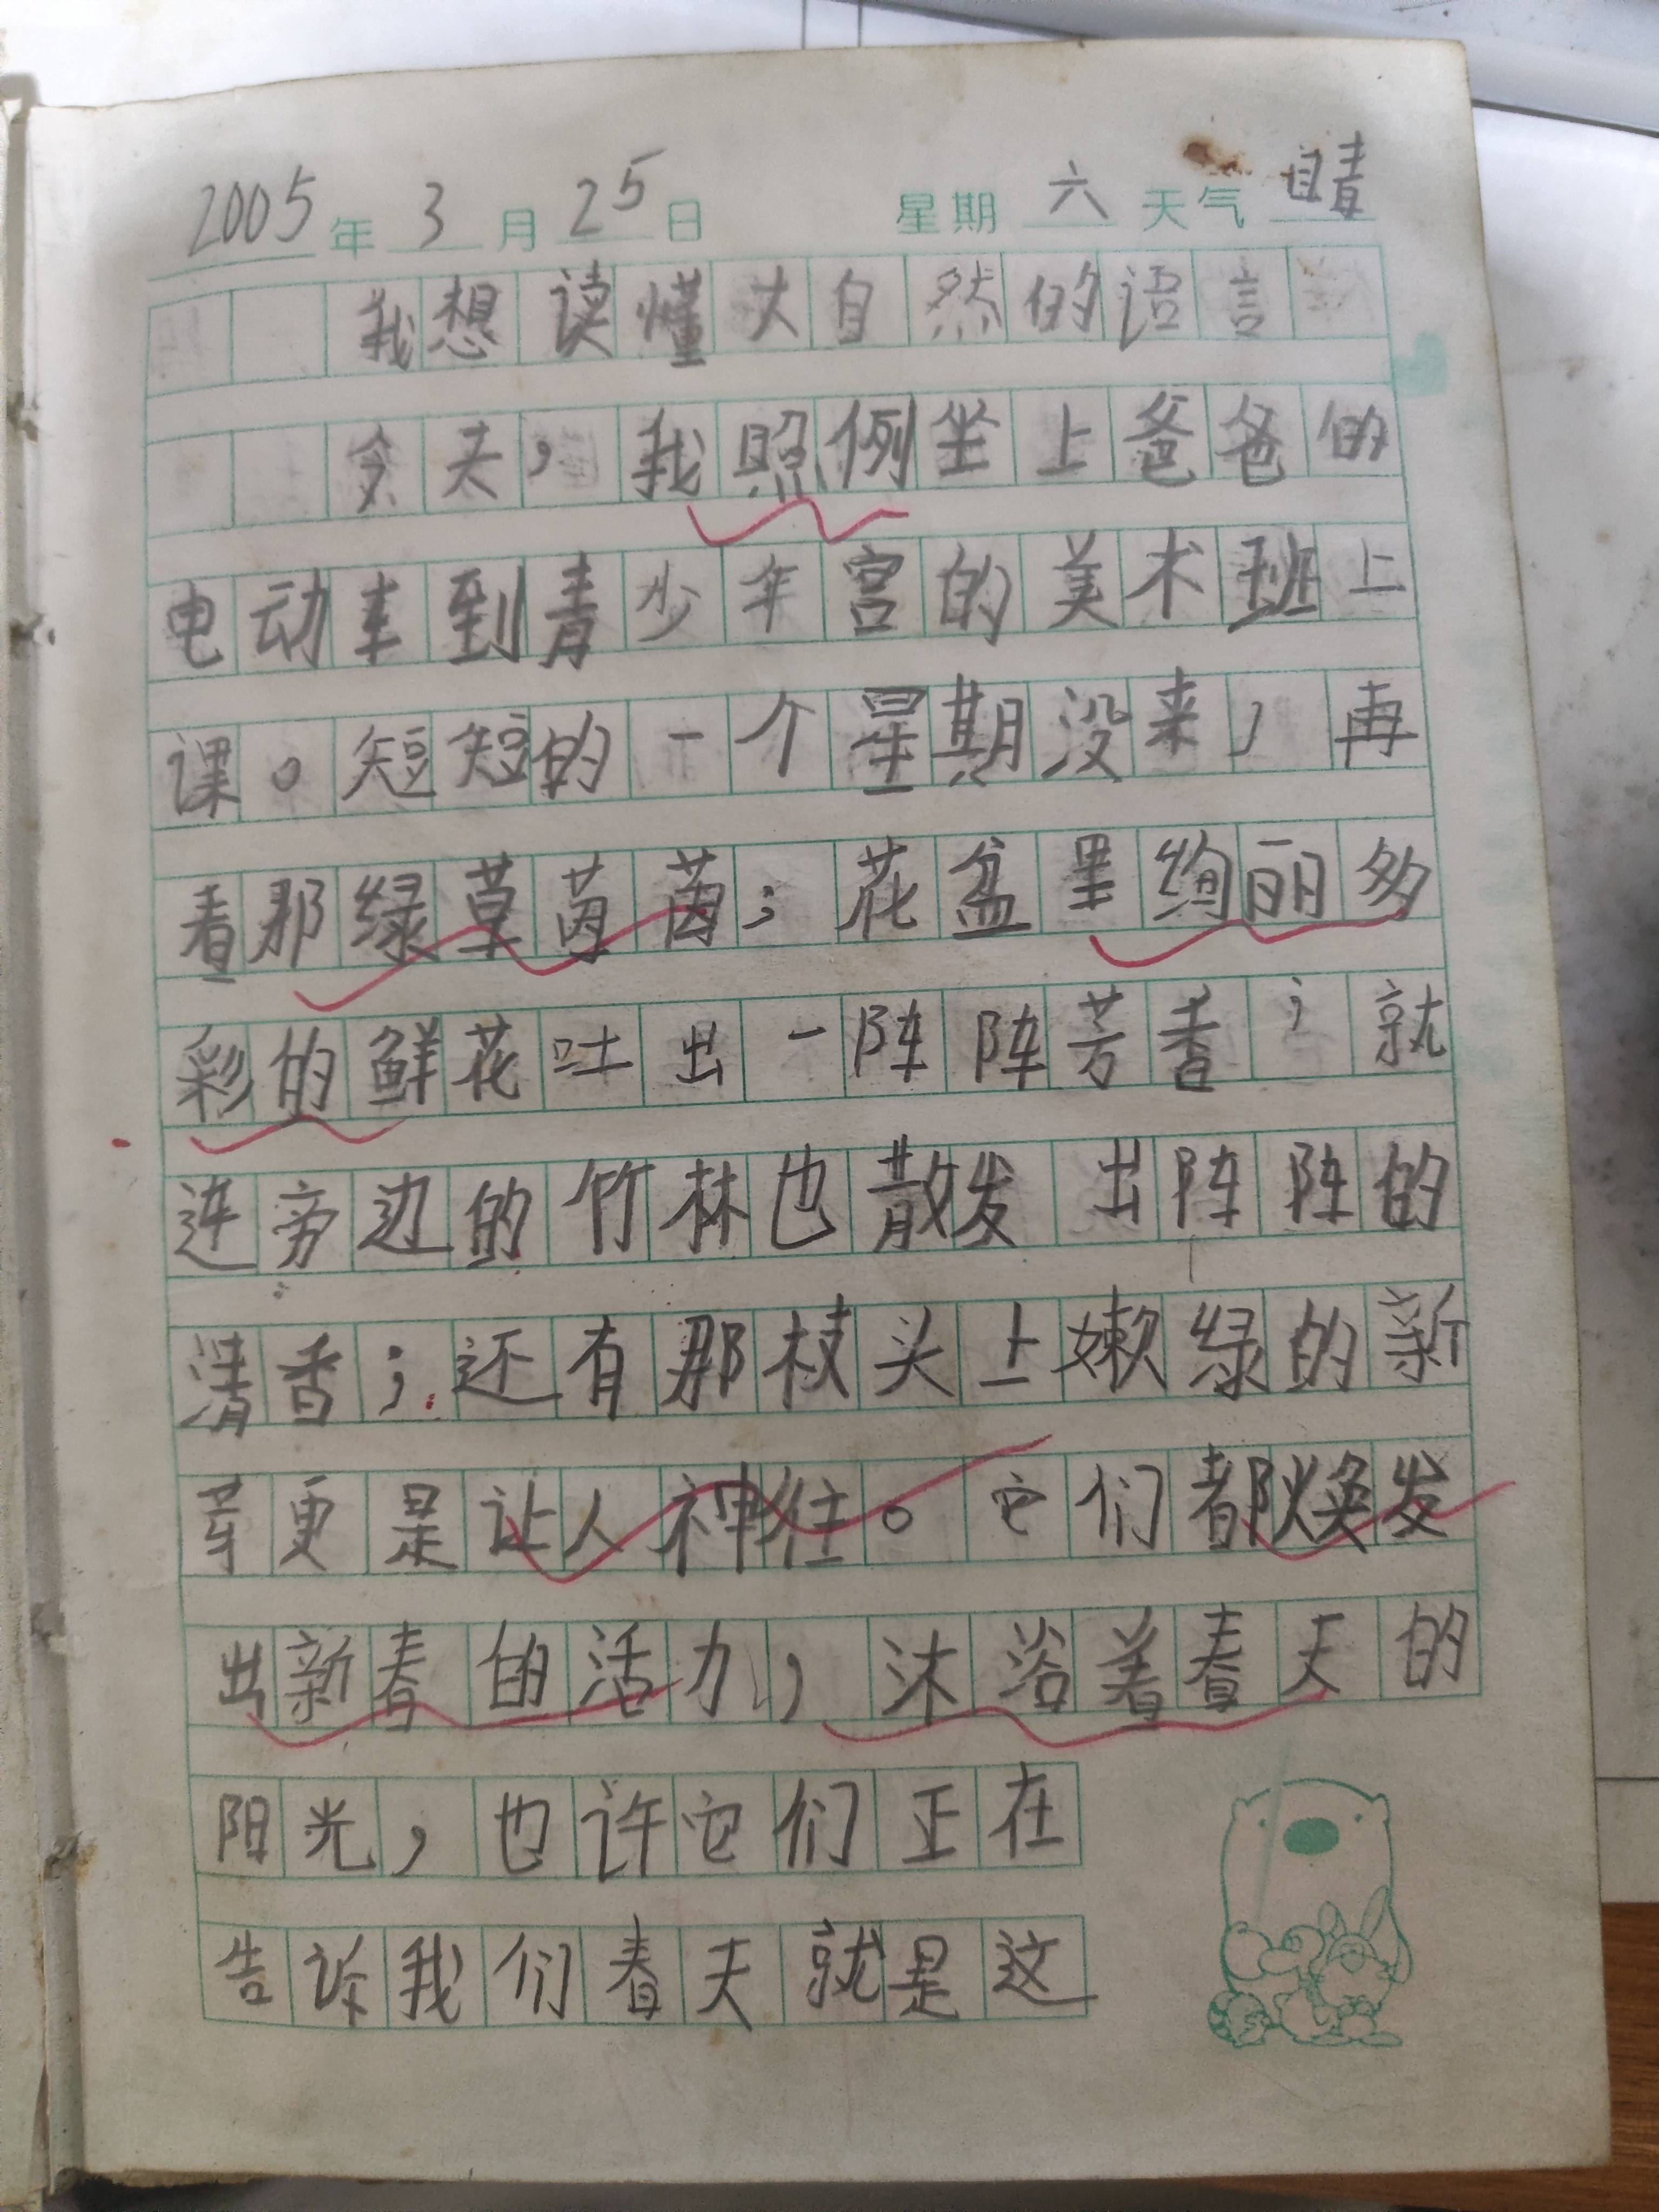 2005年3月25日 星期六 天气晴
我想读懂大自然的语言
今天，我照例坐上爸爸的
电动车到青少年宫的美术班上
课。短短的一个星期没来，再
看那绿草茵茵；花盆里绚丽多
彩的鲜花吐出一阵阵芳香；就
连旁边的竹林也散发出阵阵的
清香；还有那枝头上嫩绿的新
芽更是让人神往。它们都焕发
出新春的活力，沐浴着春天的
阳光，也许它们正在
告诉我们春天就是这